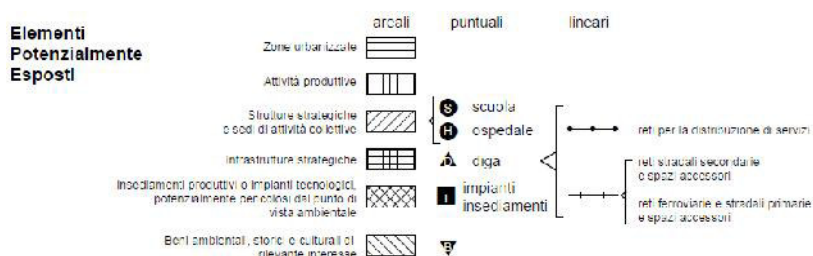 Elementi
Potenzialmente
Esposti
areali
puntuali
lineari
Zone urbanizzate
Attività produttive
Strutture strategiche
e sedi di attività collettive
S scuola
H ospedale
reti per la distribuzione di servizi
Infrastrutture strategiche
D diga
reti stradali secondarie
e spazi accessori
Insediamenti produttivi o impianti tecnologici,
potenzialmente pericolosi dal punto di
vista ambientale
I impianti
insediamenti
reti ferroviarie e stradali primarie
e spazi accessori
Beni ambientali, storici e culturali di
rilevante interesse
B